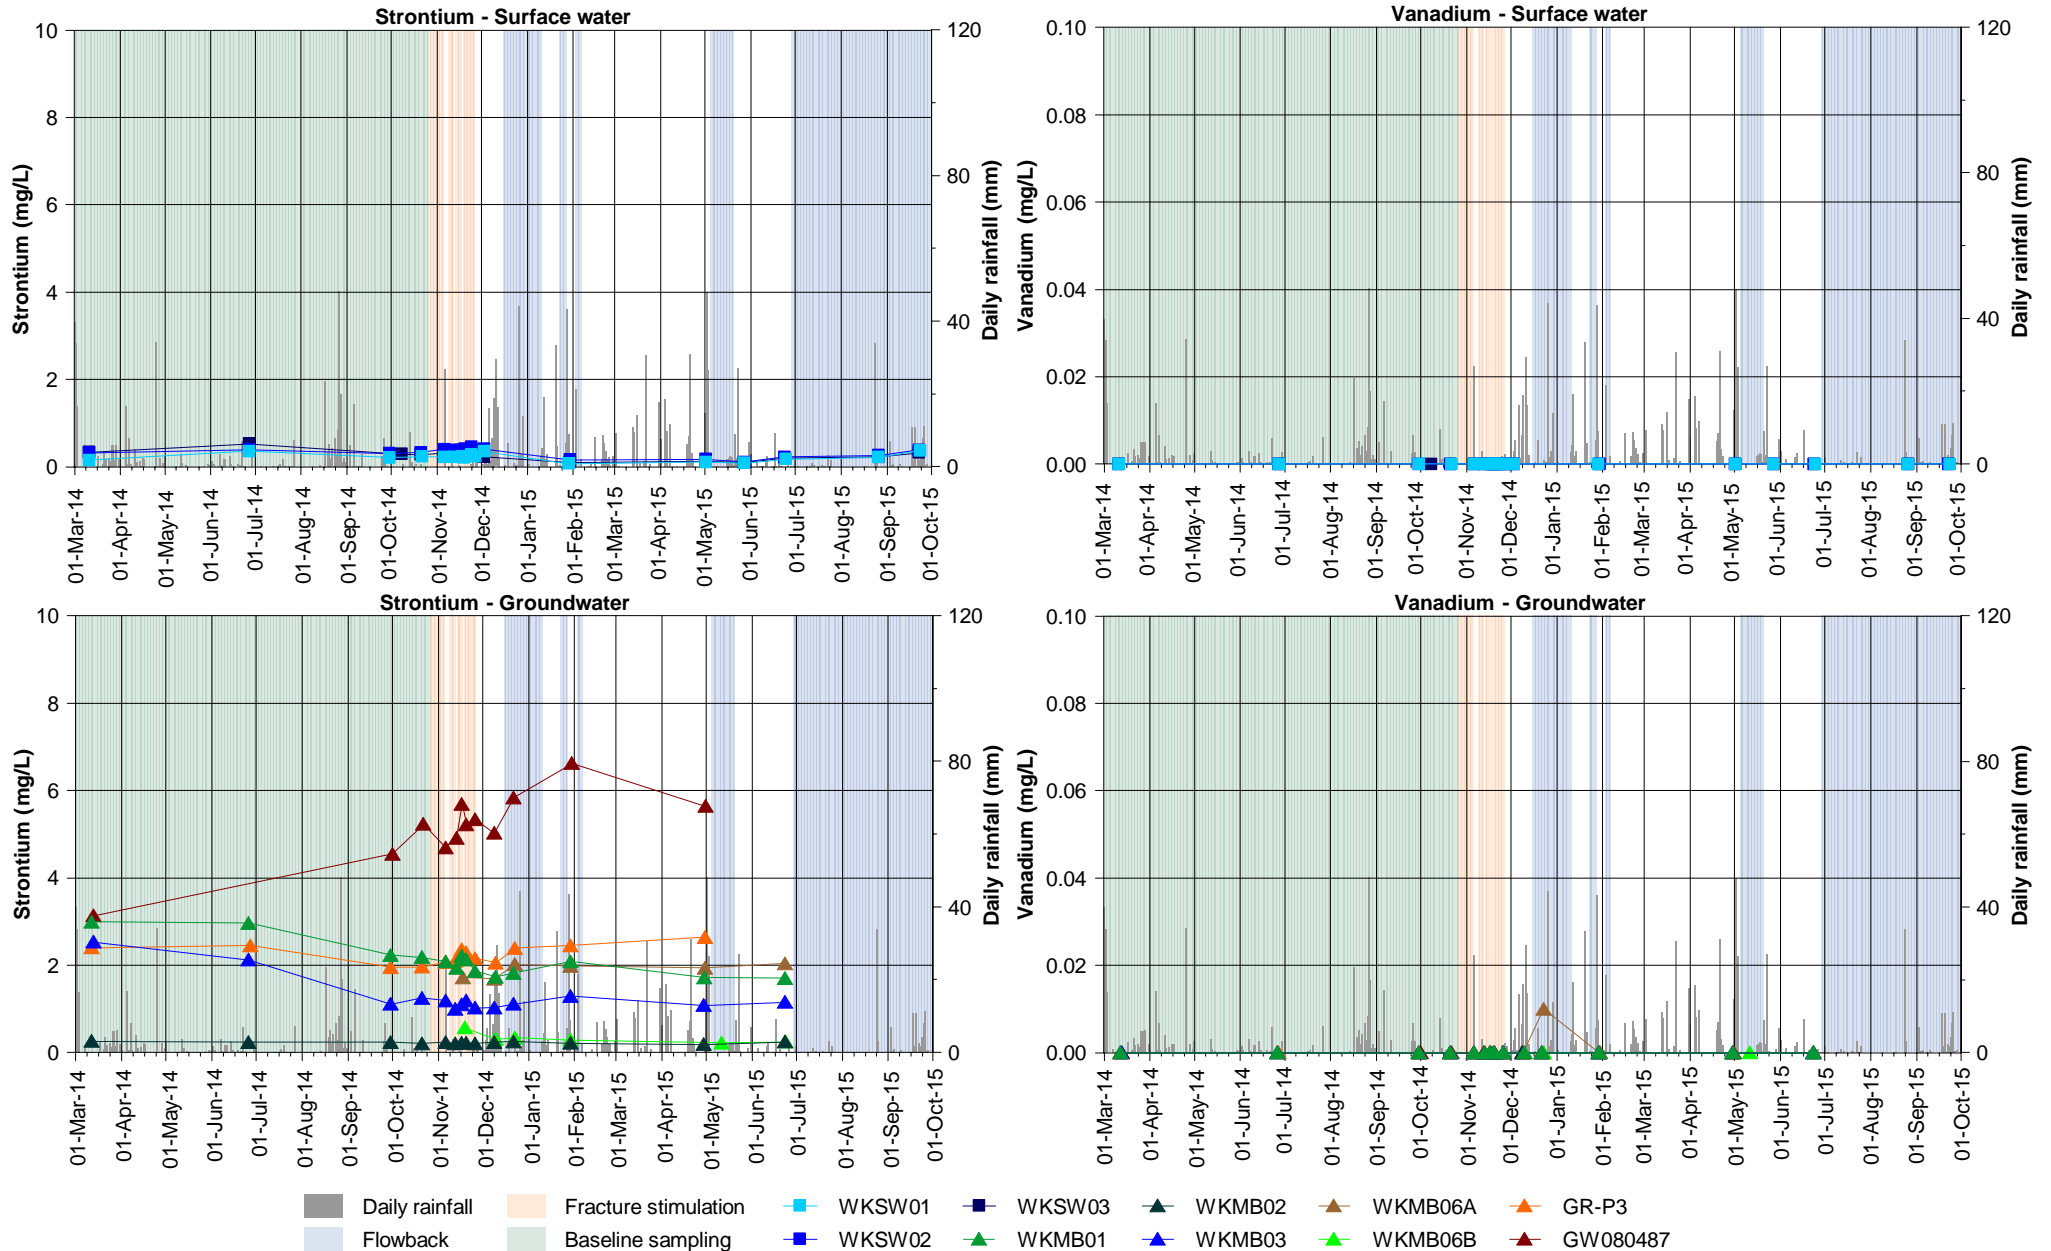 Strontium - Surface water
Strontium (mg/L)
10
8
6
4
2
0
120
80
40
0
Daily rainfall (mm)
01-Mar-14
01-Apr-14
01-May-14
01-Jun-14
01-Jul-14
01-Aug-14
01-Sep-14
01-Oct-14
01-Nov-14
01-Dec-14
01-Jan-15
01-Feb-15
01-Mar-15
01-Apr-15
01-May-15
01-Jun-15
01-Jul-15
01-Aug-15
01-Sep-15
01-Oct-15
Vanadium - Surface water
Vanadium (mg/L)
0.10
0.08
0.06
0.04
0.02
0.00
120
80
40
0
Daily rainfall (mm)
01-Mar-14
01-Apr-14
01-May-14
01-Jun-14
01-Jul-14
01-Aug-14
01-Sep-14
01-Oct-14
01-Nov-14
01-Dec-14
01-Jan-15
01-Feb-15
01-Mar-15
01-Apr-15
01-May-15
01-Jun-15
01-Jul-15
01-Aug-15
01-Sep-15
01-Oct-15
Strontium - Groundwater
Strontium (mg/L)
10
8
6
4
2
0
120
80
40
0
Daily rainfall (mm)
01-Mar-14
01-Apr-14
01-May-14
01-Jun-14
01-Jul-14
01-Aug-14
01-Sep-14
01-Oct-14
01-Nov-14
01-Dec-14
01-Jan-15
01-Feb-15
01-Mar-15
01-Apr-15
01-May-15
01-Jun-15
01-Jul-15
01-Aug-15
01-Sep-15
01-Oct-15
Vanadium - Groundwater
Vanadium (mg/L)
0.10
0.08
0.06
0.04
0.02
0.00
120
80
40
0
Daily rainfall (mm)
01-Mar-14
01-Apr-14
01-May-14
01-Jun-14
01-Jul-14
01-Aug-14
01-Sep-14
01-Oct-14
01-Nov-14
01-Dec-14
01-Jan-15
01-Feb-15
01-Mar-15
01-Apr-15
01-May-15
01-Jun-15
01-Jul-15
01-Aug-15
01-Sep-15
01-Oct-15
Daily rainfall
Fracture stimulation
WKSW01
WKSW03
WKMB02
WKMB06A
GR-P3
Flowback
Baseline sampling
WKSW02
WKMB01
WKMB03
WKMB06B
GW080487